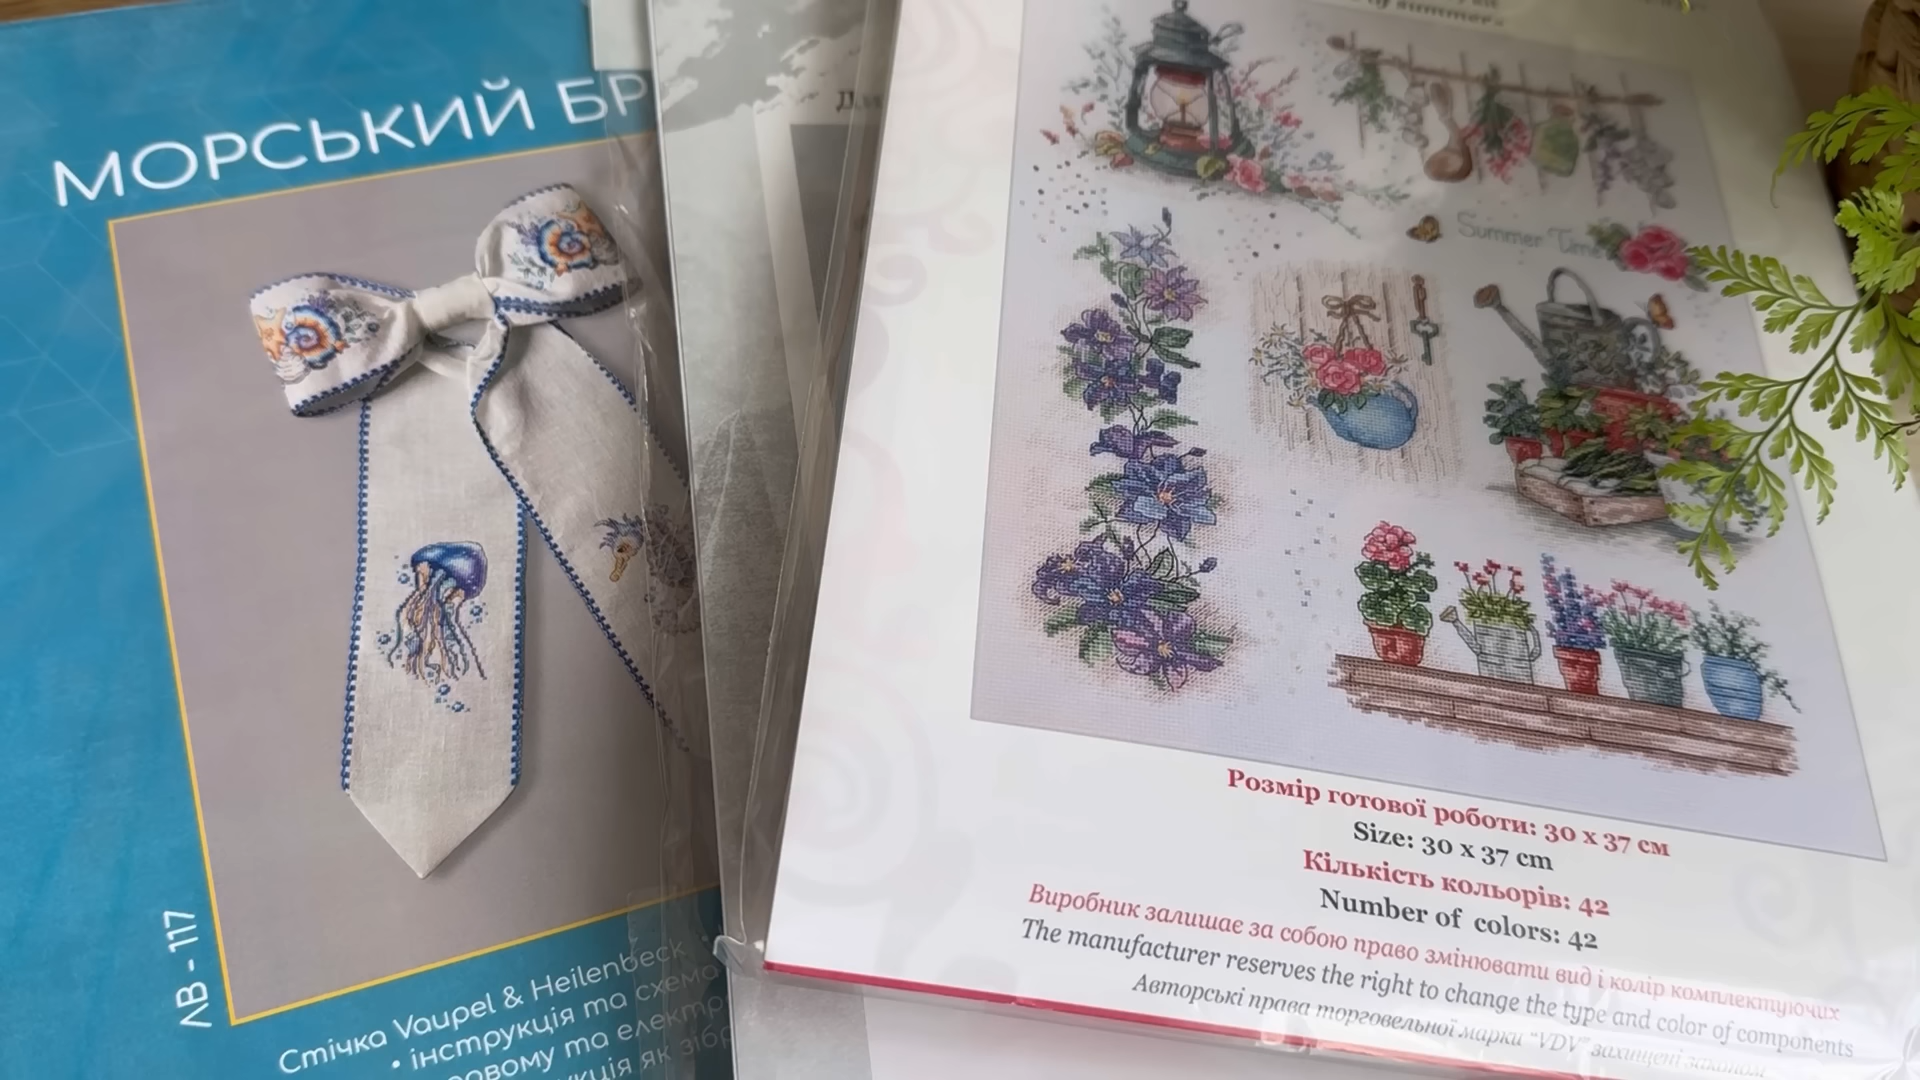 МОРСЬКИЙ БР
ЛВ - 117
Стічка Vaupel & Heilenbeck
• інструкція та схема
Summer Time
Розмір готової роботи: 30 х 37 см
Size: 30 x 37 cm
Кількість кольорів: 42
Number of colors: 42
Виробник залишає за собою право змінювати вид і колір комплектуючих
The manufacturer reserves the right to change the type and color of components
Авторські права торговельної марки "VDV" захищені законом